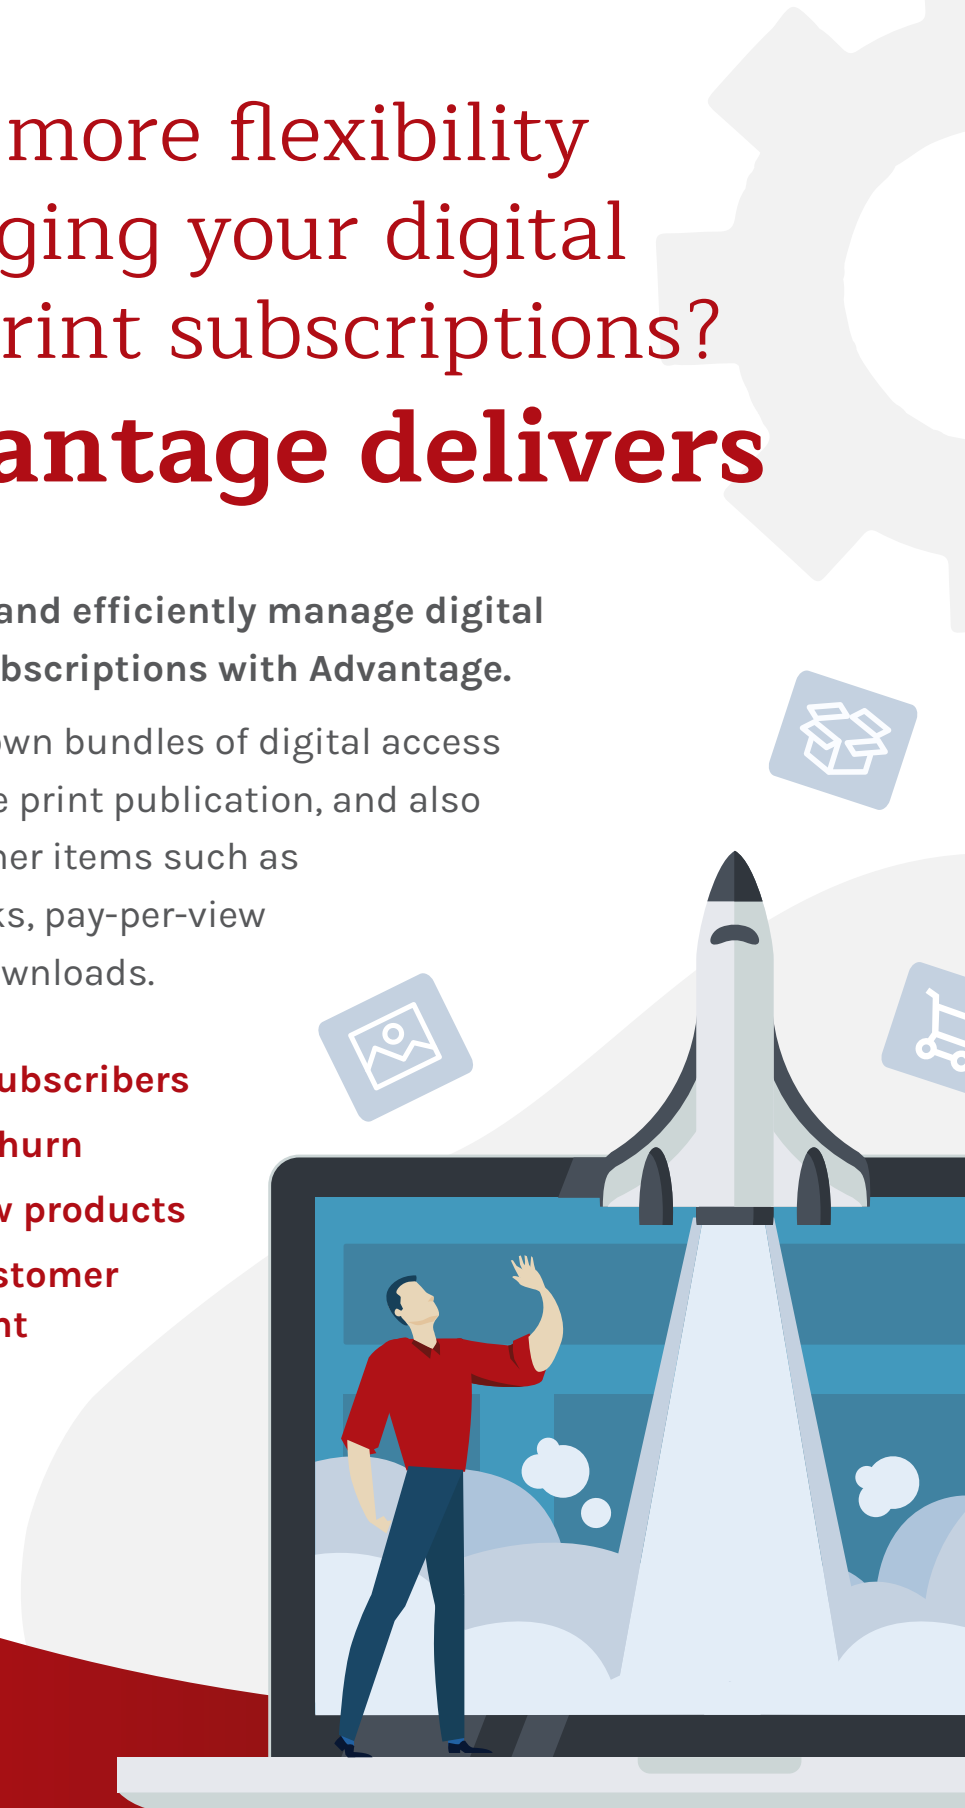 more flexibility
ging your digital
rint subscriptions?
antage delivers
and efficiently manage digital
bscriptions with Advantage.
own bundles of digital access
e print publication, and also
her items such as
ks, pay-per-view
wnloads.
ubscribers
hurn
w products
stomer
nt